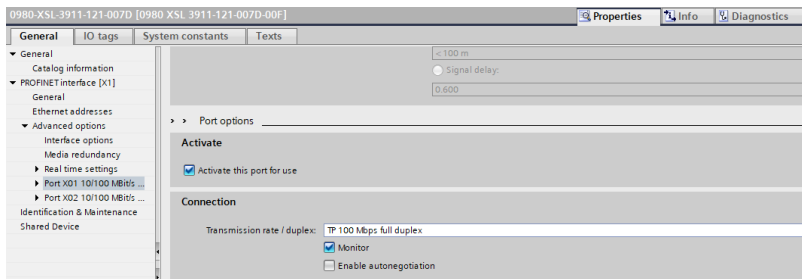 0980-XSL-3911-121-007D [0980 XSL 3911-121-007D-00F]
Properties
Info
Diagnostics
General
IO tags
System constants
Texts
General
Catalog information
PROFINET interface [X1]
General
Ethernet addresses
Advanced options
Interface options
Media redundancy
Real time settings
Port X01 10/100 MBit/s ...
Port X02 10/100 MBit/s ...
Identification & Maintenance
Shared Device
< 100 m
Signal delay:
0.600
> > Port options
Activate
Activate this port for use
Connection
Transmission rate / duplex: TP 100 Mbps full duplex
Monitor
Enable autonegotiation